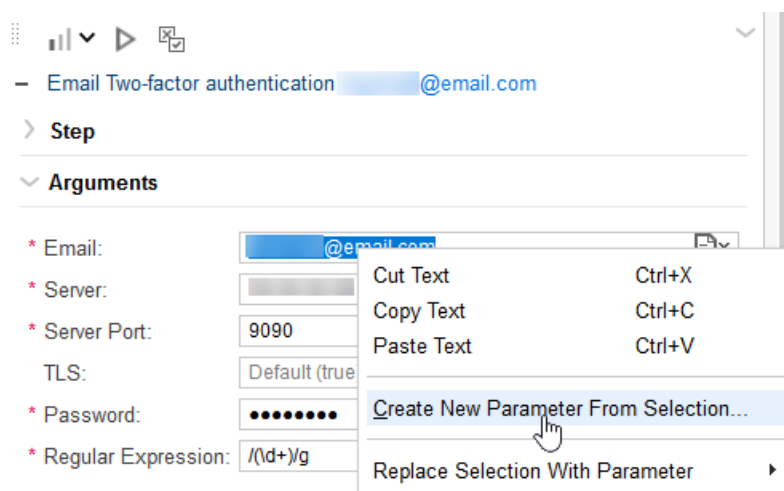 Email Two-factor authentication @email.com
Step
Arguments
* Email: @email.com
* Server:
* Server Port: 9090
TLS: Default (true
* Password: ●●●●●●●●
* Regular Expression: /(\d+)/g
Cut Text Ctrl+X
Copy Text Ctrl+C
Paste Text Ctrl+V
Create New Parameter From Selection...
Replace Selection With Parameter